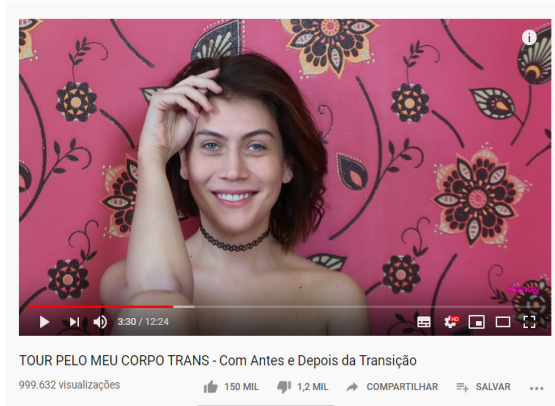 3:30 / 12:24
HD
TOUR PELO MEU CORPO TRANS - Com Antes e Depois da Transição
999.632 visualizações
150 MIL
1,2 MIL
COMPARTILHAR
SALVAR